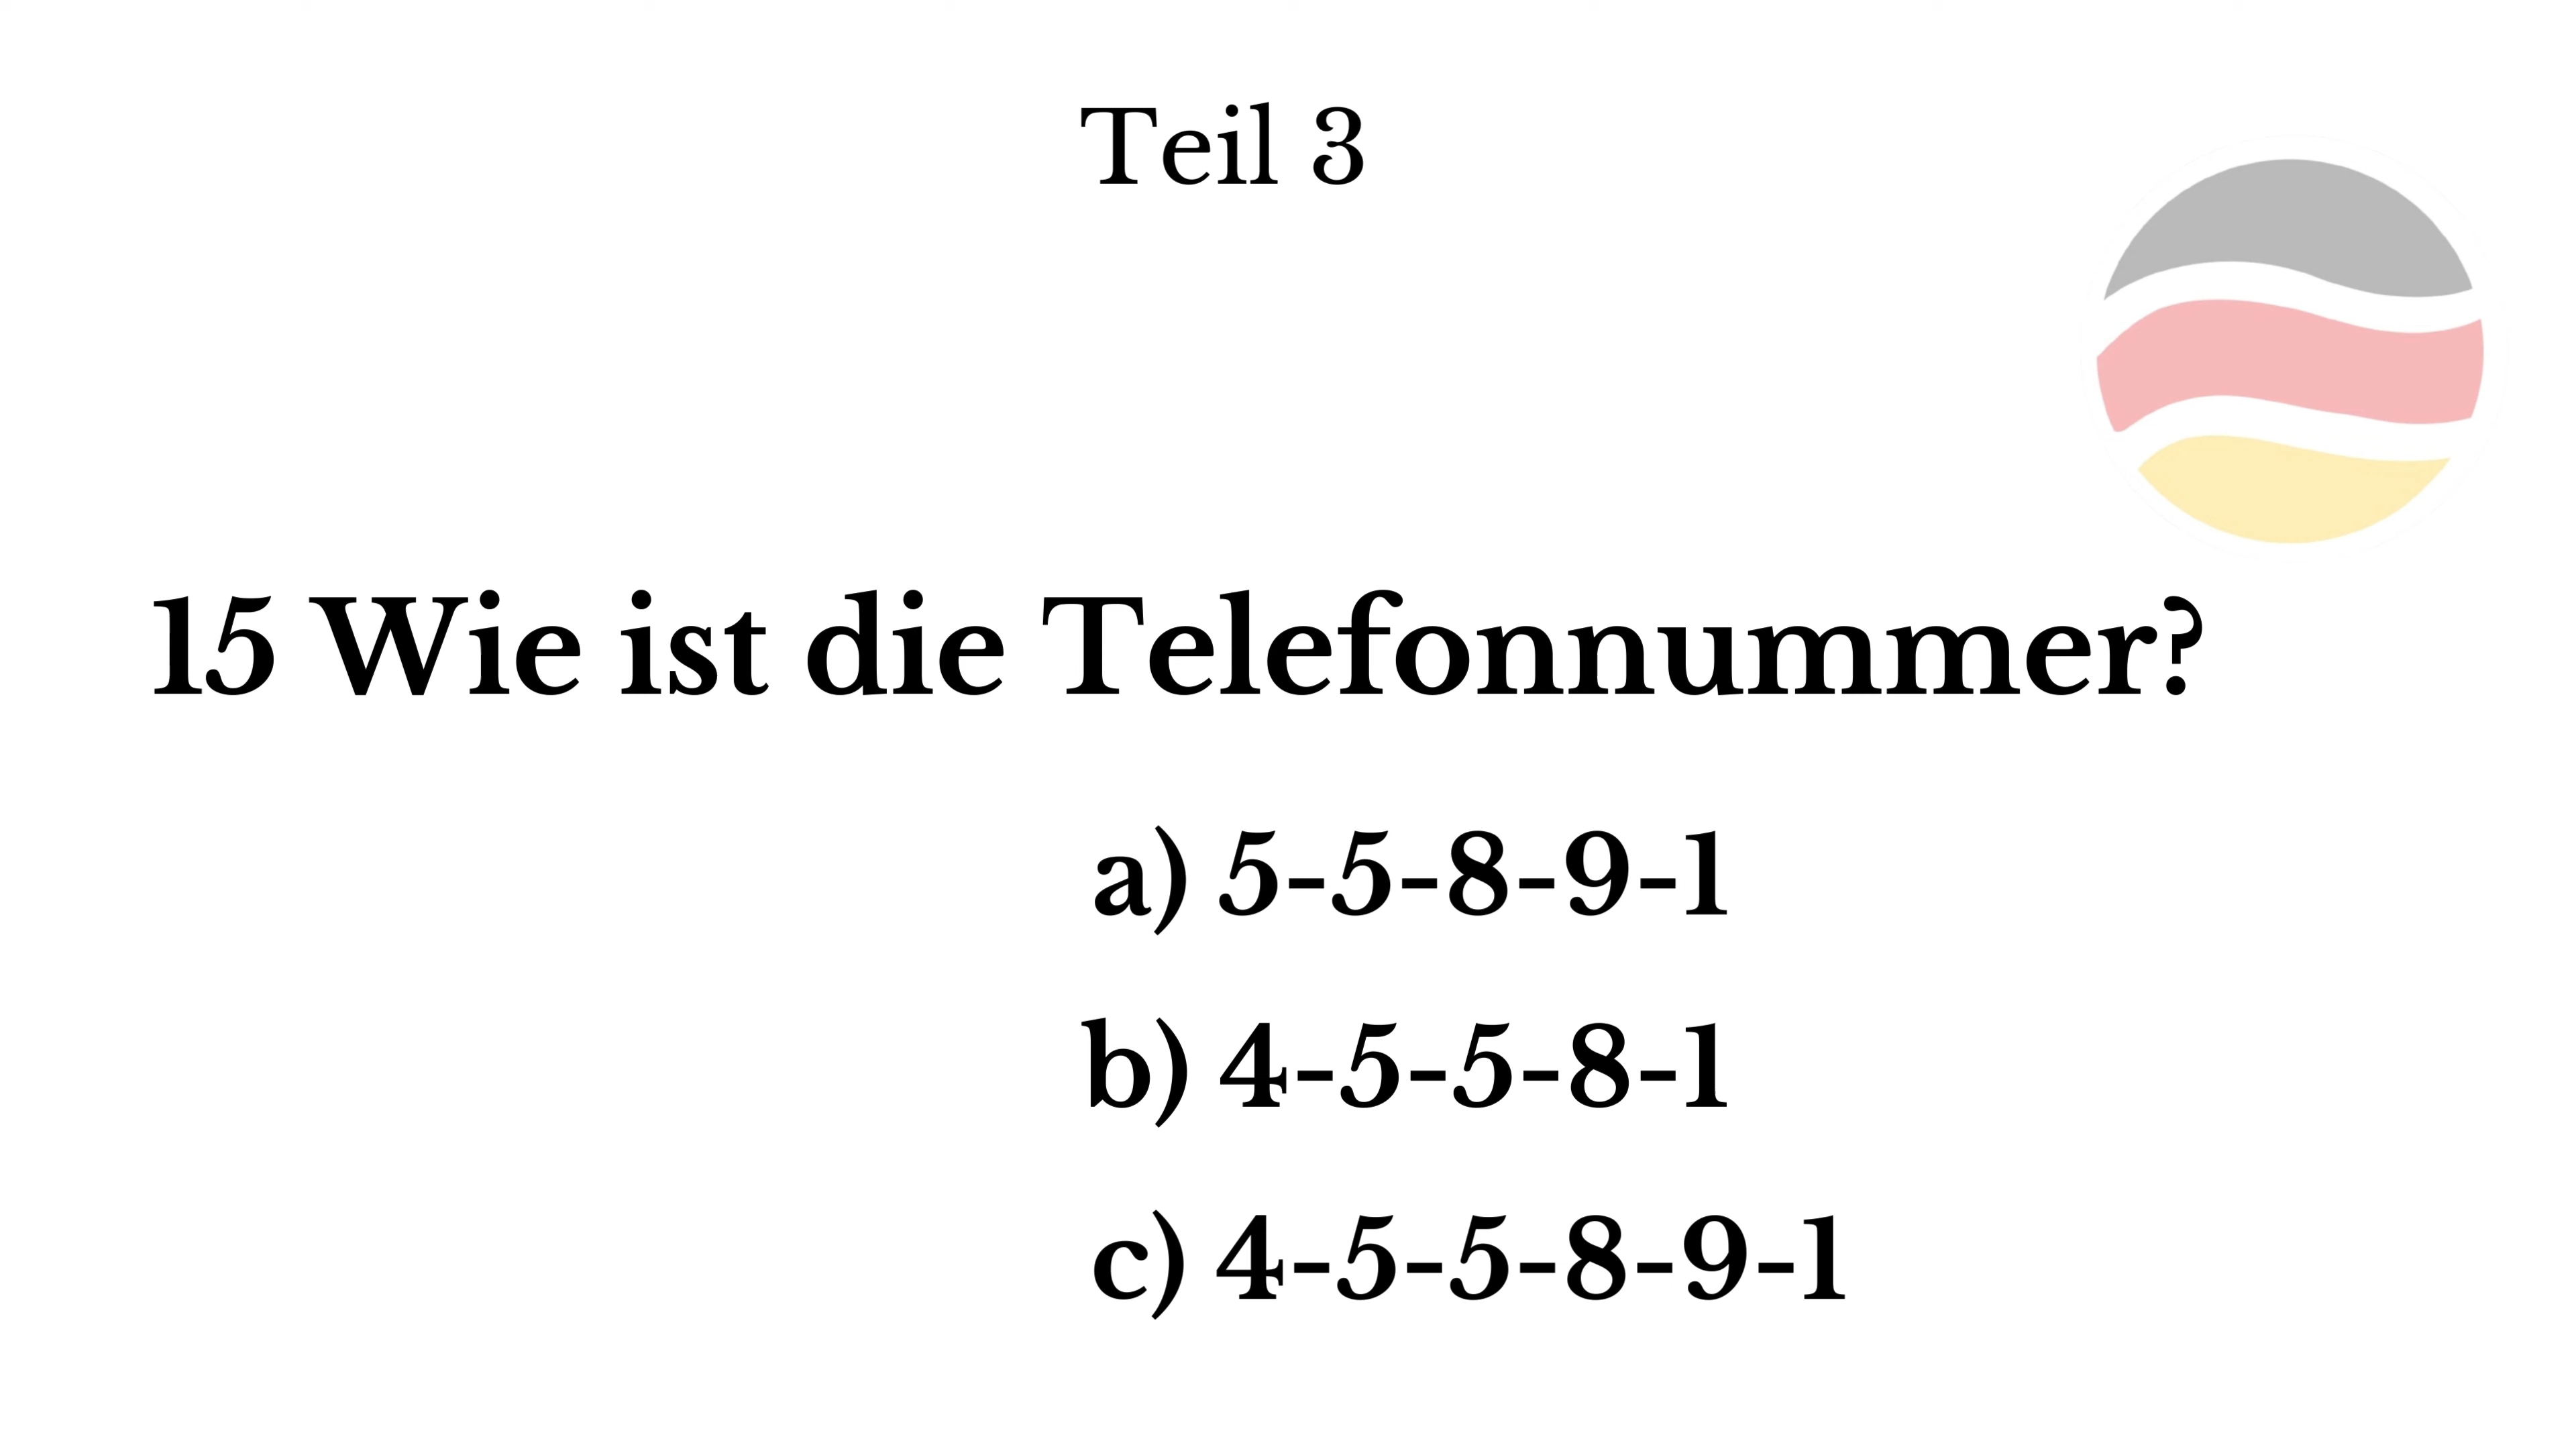 Teil 3
15 Wie ist die Telefonnummer?
a) 5-5-8-9-1
b) 4-5-5-8-1
c) 4-5-5-8-9-1